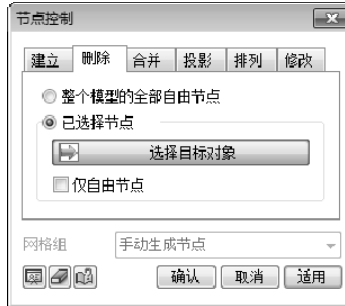 节点控制
建立 删除 合并 投影 排列 修改
整个模型的全部自由节点
已选择节点
选择目标对象
仅自由节点
网格组 手动生成节点
确认 取消 适用